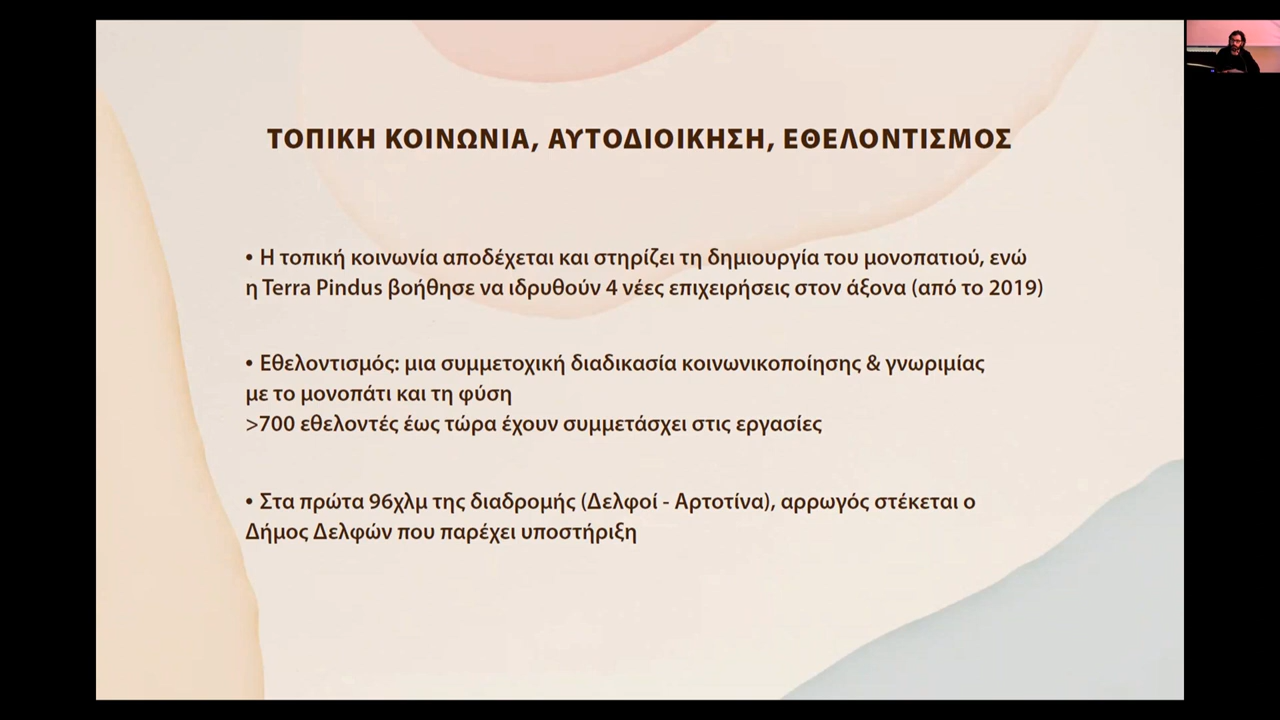 ΤΟΠΙΚΗ ΚΟΙΝΩΝΙΑ, ΑΥΤΟΔΙΟΙΚΗΣΗ, ΕΘΕΛΟΝΤΙΣΜΟΣ
• Η τοπική κοινωνία αποδέχεται και στηρίζει τη δημιουργία του μονοπατιού, ενώ
η Terra Pindus βοήθησε να ιδρυθούν 4 νέες επιχειρήσεις στον άξονα (από το 2019)
• Εθελοντισμός: μια συμμετοχική διαδικασία κοινωνικοποίησης & γνωριμίας
με το μονοπάτι και τη φύση
>700 εθελοντές έως τώρα έχουν συμμετάσχει στις εργασίες
• Στα πρώτα 96χλμ της διαδρομής (Δελφοί - Αρτοτίνα), αρρωγός στέκεται ο
Δήμος Δελφών που παρέχει υποστήριξη